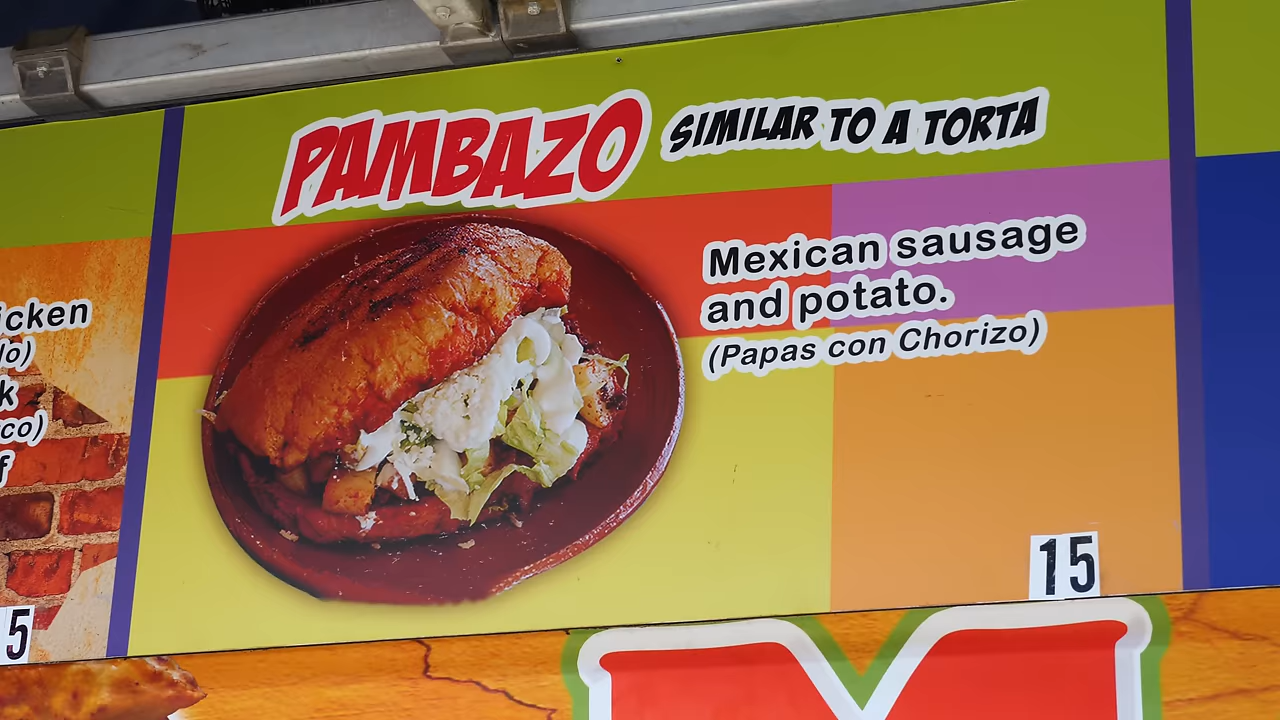 PAMBAZO SIMILAR TO A TORTA
Mexican sausage
and potato.
(Papas con Chorizo)
15
icken
lo)
k
co)
f
5
M